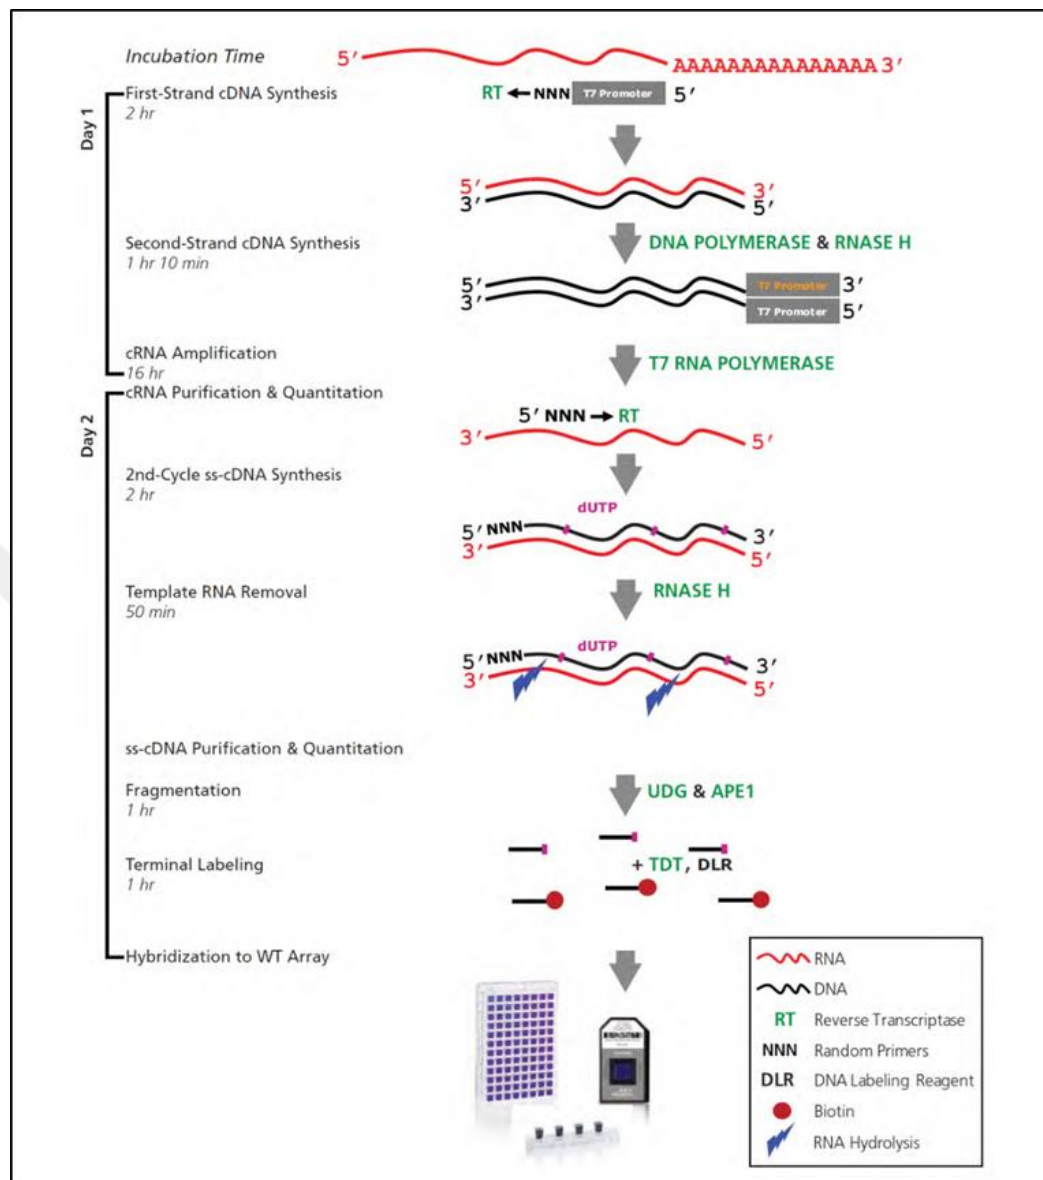 Incubation Time
5′ AAAAAAAAAAAAAAA 3′
Day 1
First-Strand cDNA Synthesis
2 hr
RT NNN T7 Promoter 5′
5′ 3′
3′ 5′
Second-Strand cDNA Synthesis
1 hr 10 min
DNA POLYMERASE & RNASE H
5′ T7 Promoter 3′
3′ T7 Promoter 5′
cRNA Amplification
16 hr
T7 RNA POLYMERASE
Day 2
cRNA Purification & Quantitation
5′ NNN RT
3′ 5′
2nd-Cycle ss-cDNA Synthesis
2 hr
dUTP
5′ NNN 3′
3′ 5′
Template RNA Removal
50 min
RNASE H
dUTP
5′ NNN 3′
3′ 5′
ss-cDNA Purification & Quantitation
Fragmentation
1 hr
UDG & APE1
Terminal Labeling
1 hr
+ TDT, DLR
Hybridization to WT Array
RNA
DNA
RT Reverse Transcriptase
NNN Random Primers
DLR DNA Labeling Reagent
Biotin
RNA Hydrolysis